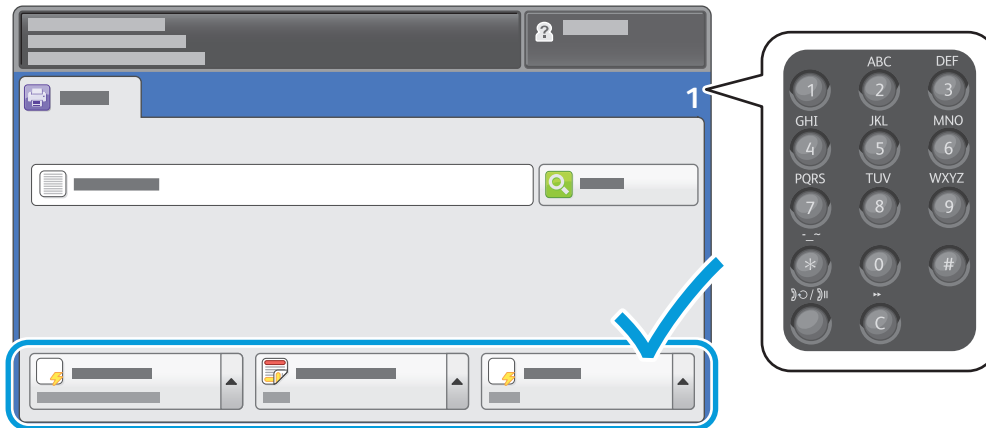 1
ABC DEF
1 2 3
GHI JKL MNO
4 5 6
PQRS TUV WXYZ
7 8 9
-_~
* 0 #
/
C